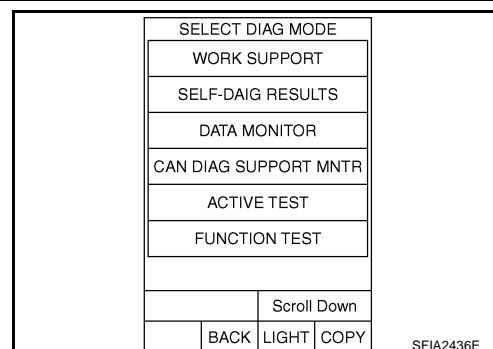 SELECT DIAG MODE
WORK SUPPORT
SELF-DAIG RESULTS
DATA MONITOR
CAN DIAG SUPPORT MNTR
ACTIVE TEST
FUNCTION TEST
Scroll Down
BACK LIGHT COPY
SFIA2436E